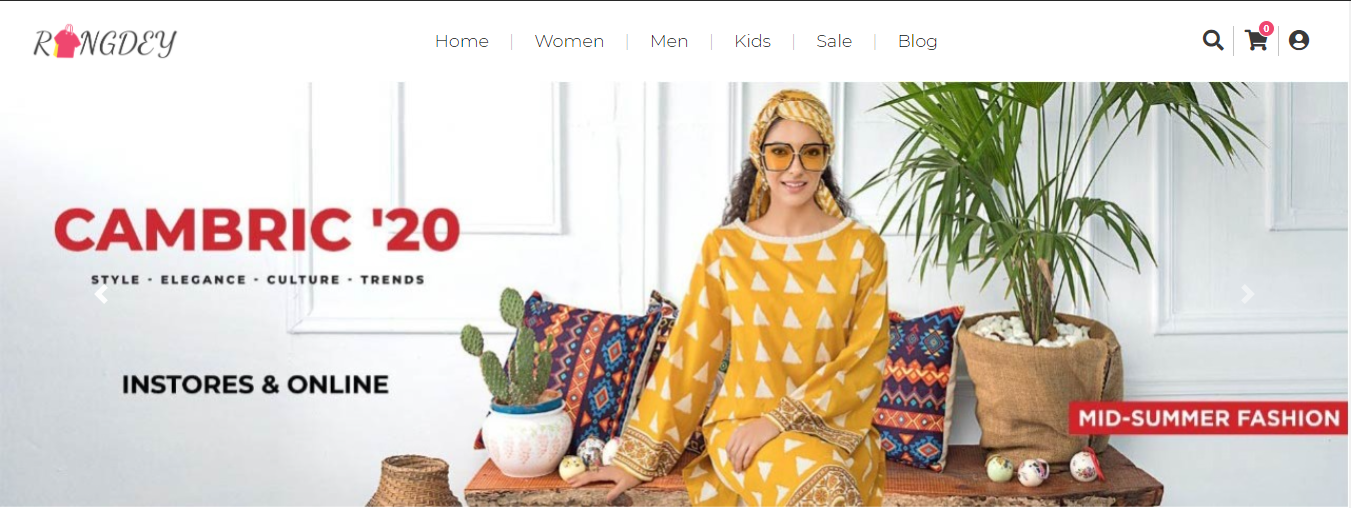 RANGDEY
Home | Women | Men | Kids | Sale | Blog
0
CAMBRIC '20
STYLE - ELEGANCE - CULTURE - TRENDS
INSTORES & ONLINE
MID-SUMMER FASHION